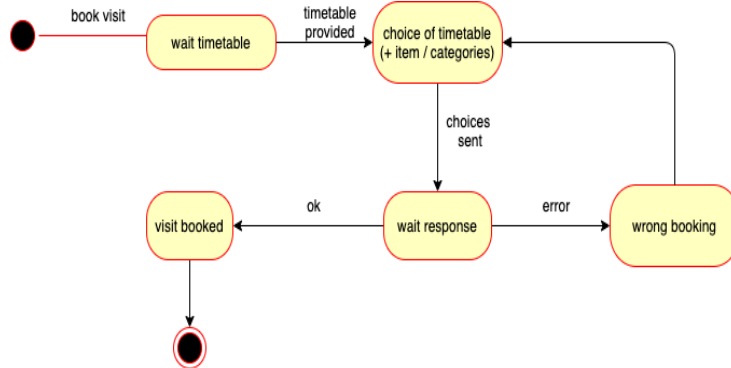 book visit
wait timetable
timetable
provided
choice of timetable
(+ item / categories)
choices
sent
visit booked
ok
wait response
error
wrong booking